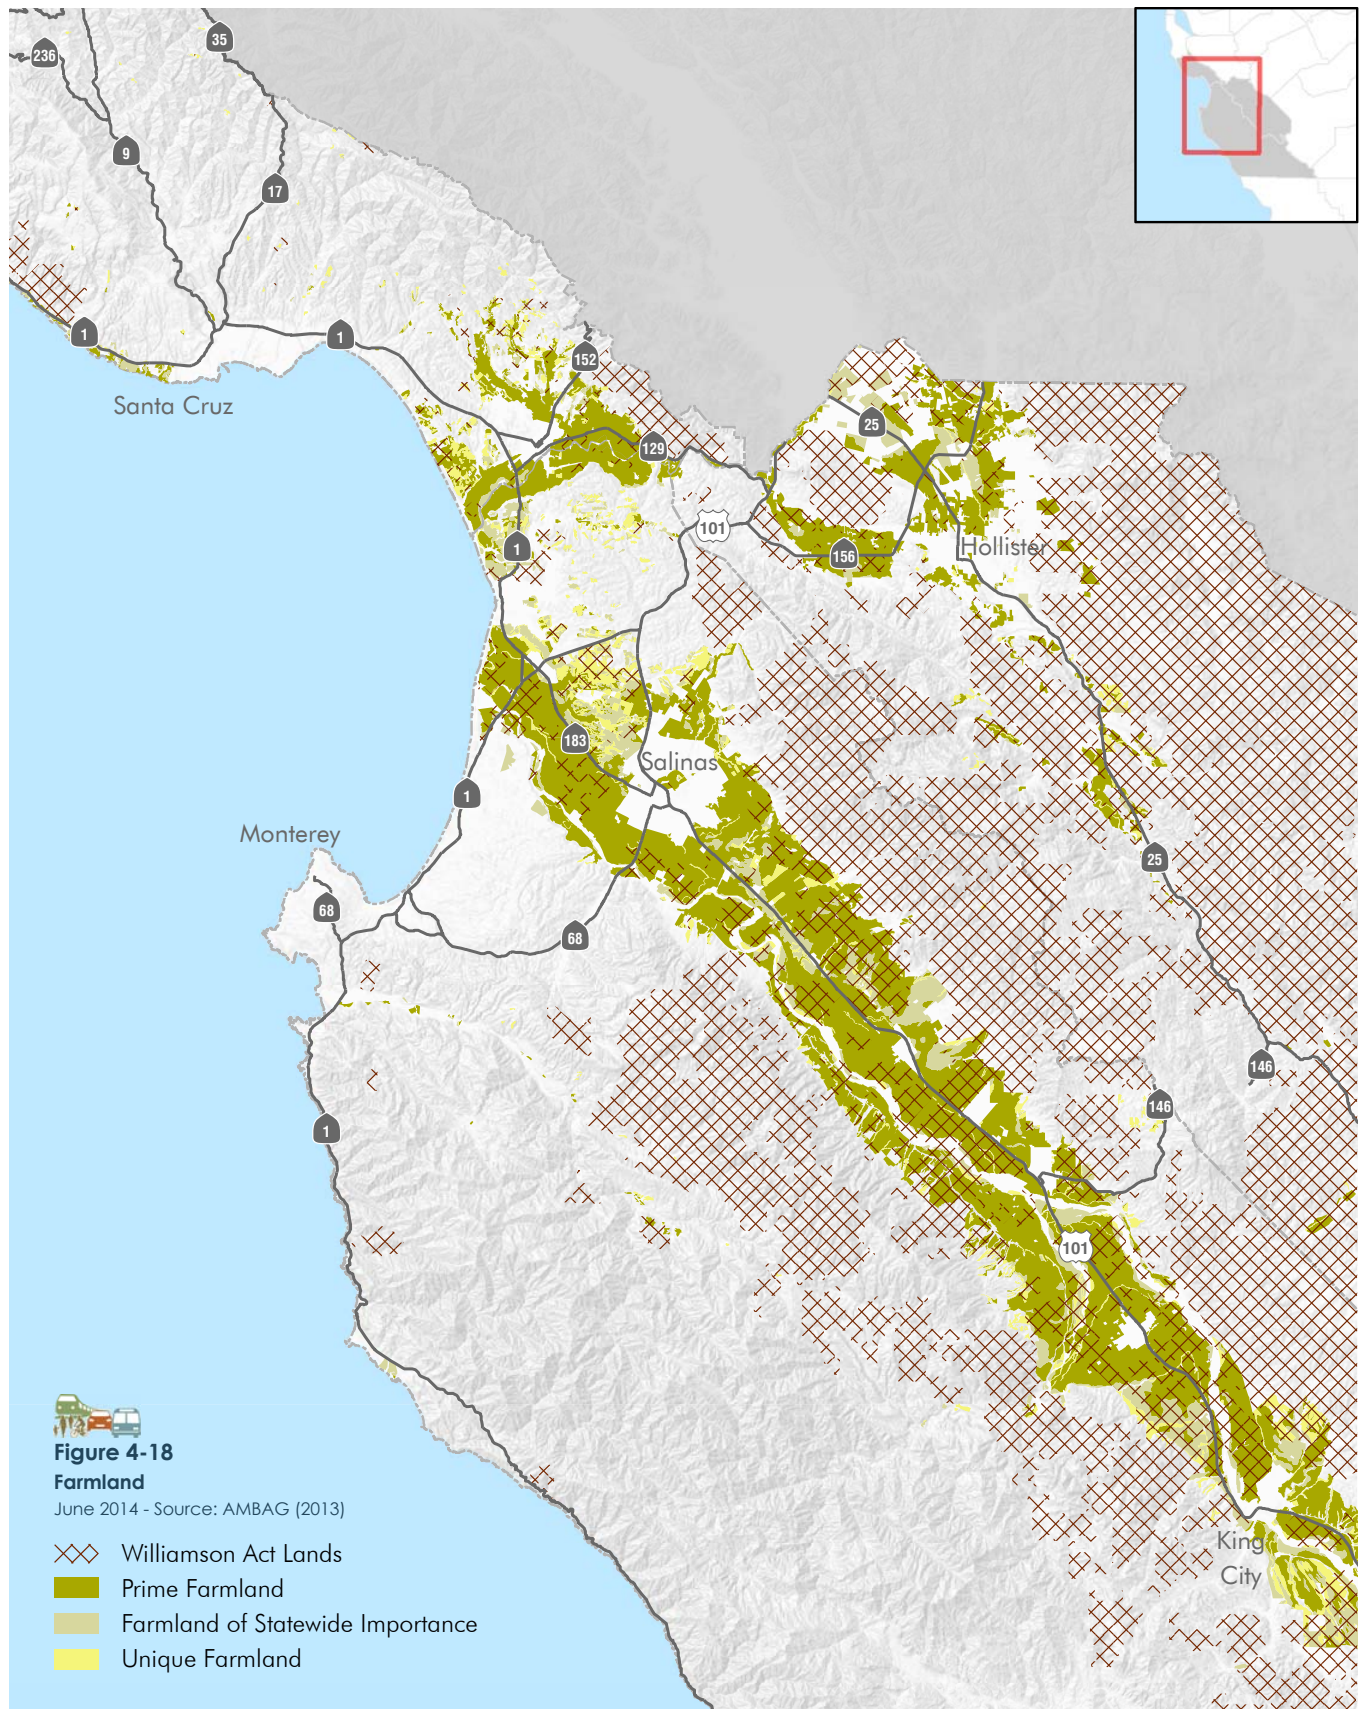 35
236
9
17
1
1
152
Santa Cruz
25
129
101
1
156
Hollister
183
Salinas
1
Monterey
25
68
68
146
146
1
101
Figure 4-18
Farmland
June 2014 - Source: AMBAG (2013)
King
City
Williamson Act Lands
Prime Farmland
Farmland of Statewide Importance
Unique Farmland